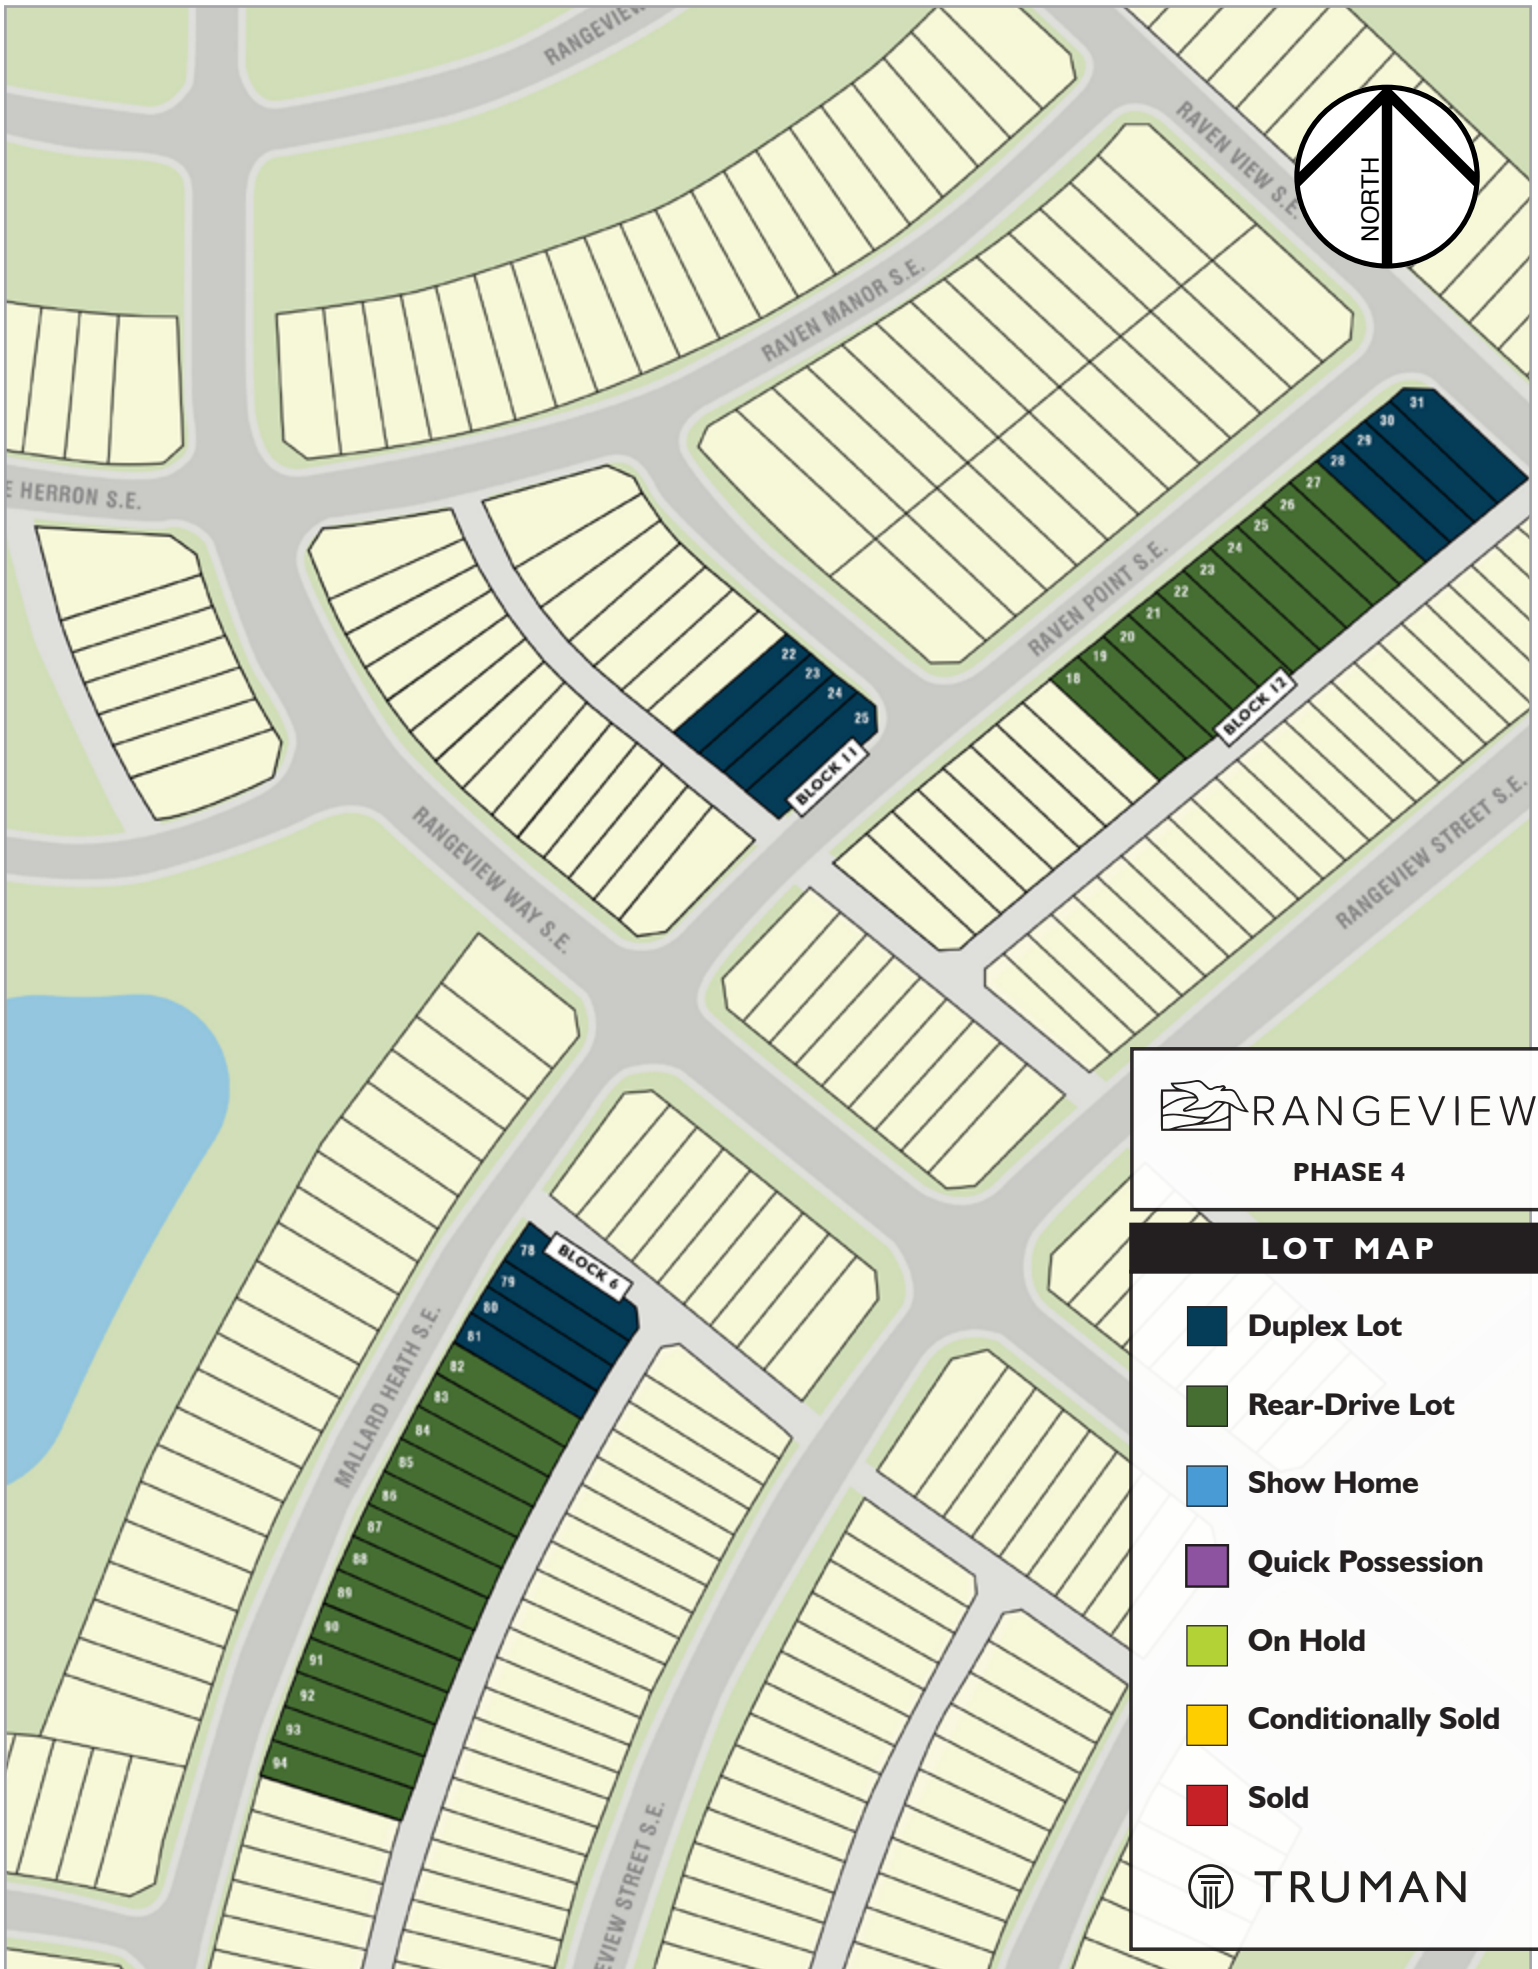 RANGEVIEW
RAVEN VIEW S.E.
NORTH
RAVEN MANOR S.E.
E HERRON S.E.
31
30
29
28
27
26
25
24
23
22
21
20
19
18
RAVEN POINT S.E.
BLOCK 12
22
23
24
25
BLOCK 11
RANGEVIEW WAY S.E.
RANGEVIEW STREET S.E.
78
79
80
81
82
83
84
85
86
87
88
89
90
91
92
93
94
BLOCK 6
MALLARD HEATH S.E.
EVIEW STREET S.E.
RANGEVIEW
PHASE 4
LOT MAP
Duplex Lot
Rear-Drive Lot
Show Home
Quick Possession
On Hold
Conditionally Sold
Sold
TRUMAN